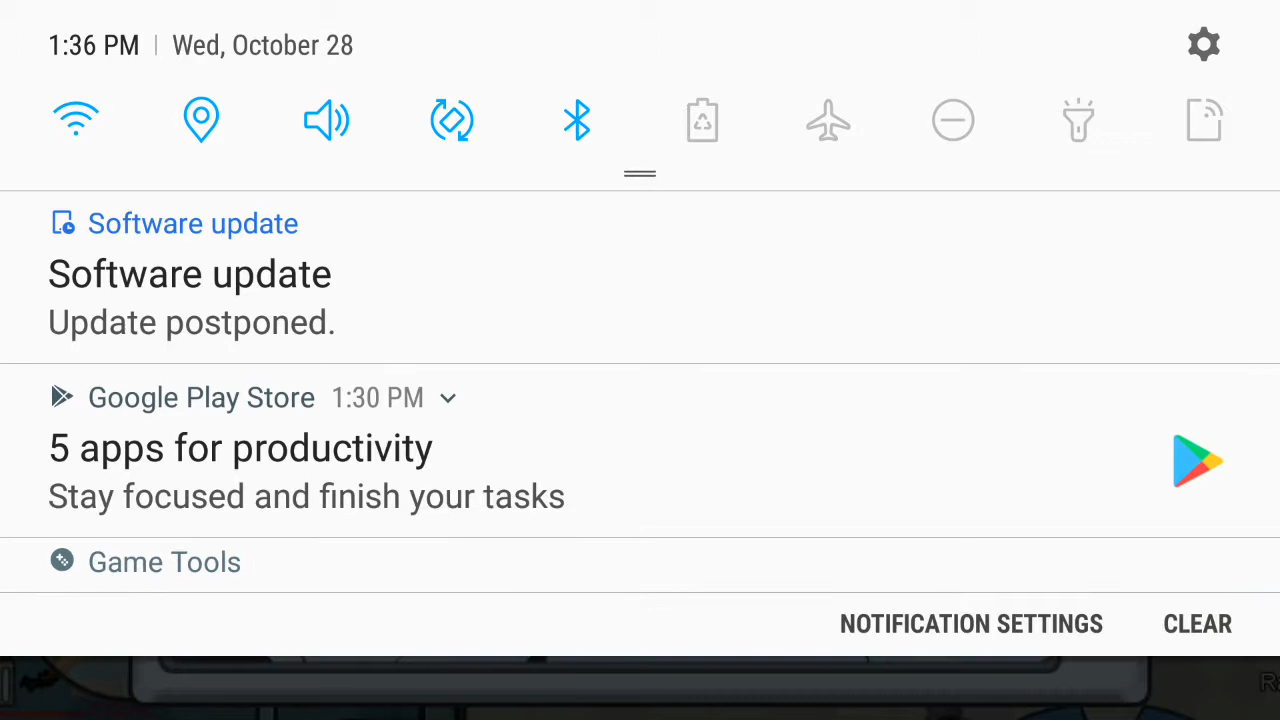 1:36 PM | Wed, October 28
Software update
Software update
Update postponed.
Google Play Store 1:30 PM
5 apps for productivity
Stay focused and finish your tasks
Game Tools
NOTIFICATION SETTINGS CLEAR